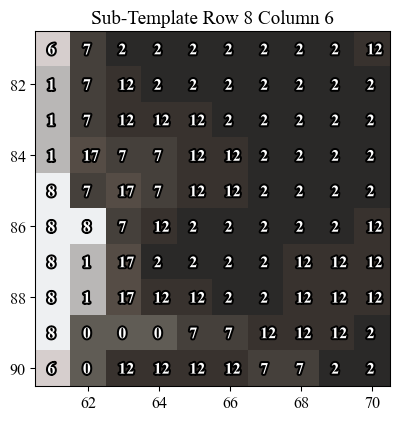 Sub-Template Row 8 Column 6
6 7 2 2 2 2 2 2 2 12
82 1 7 12 2 2 2 2 2 2 2
1 7 12 12 12 2 2 2 2 2
84 1 17 7 7 12 12 2 2 2 2
8 7 17 7 12 12 2 2 2 2
86 8 8 7 12 2 2 2 2 2 12
8 1 17 2 2 2 2 12 12 12
88 8 1 17 12 12 2 2 12 12 12
8 0 0 0 7 7 12 12 12 2
90 6 0 12 12 12 12 7 7 2 2
62 64 66 68 70